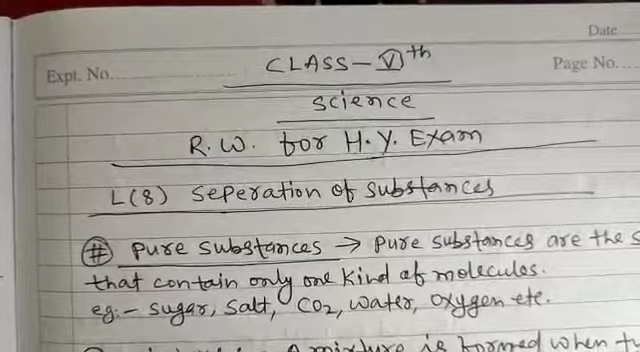 Date
CLASS - Vth
Expt. No.
Page No.
science
R.W. for H.Y. Exam
L(8) seperation of substances
# pure substances → pure substances are the s
that contain only one kind of molecules.
eg:- sugar, salt, CO2, water, oxygen etc.
A mixture is formed when